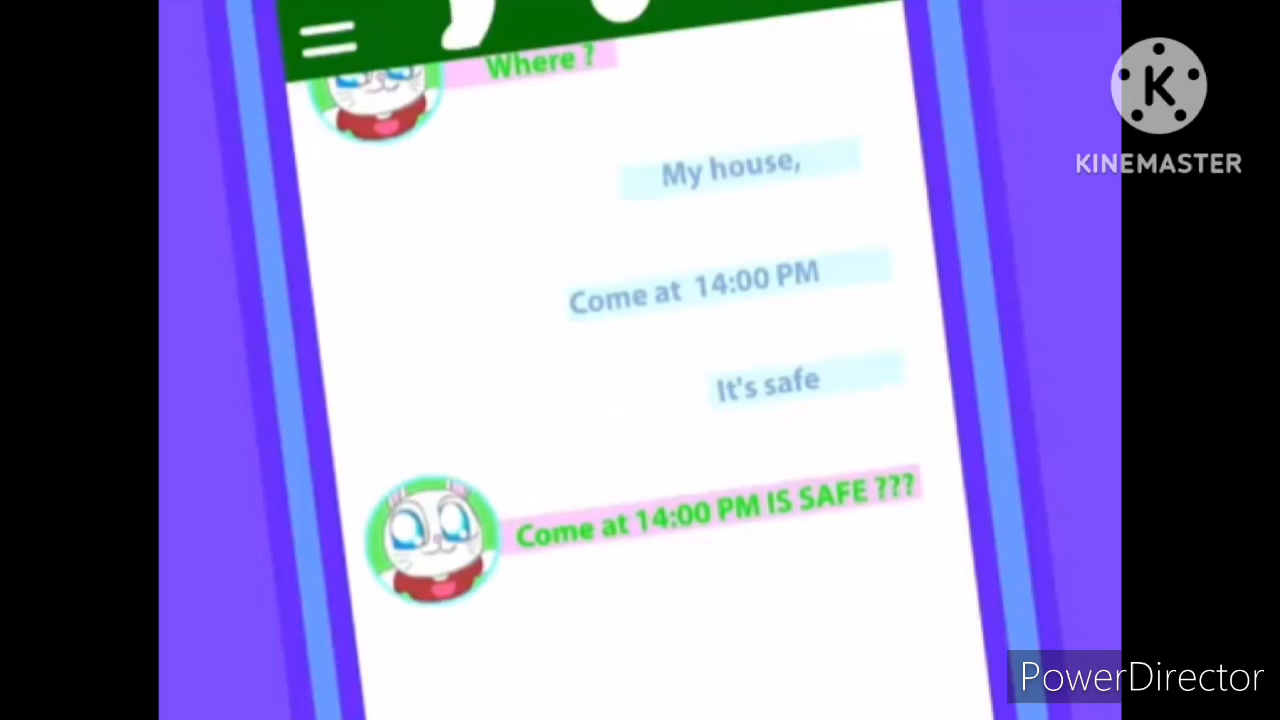 Where ?
K
KINEMASTER
My house,
Come at 14:00 PM
It's safe
Come at 14:00 PM IS SAFE ???
PowerDirector